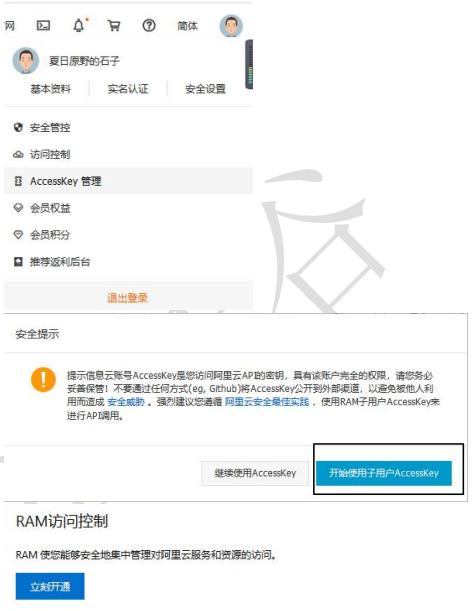 网 简体
夏日原野的石子
基本资料 实名认证 安全设置
安全管控
访问控制
AccessKey 管理
会员权益
会员积分
推荐返利后台
退出登录
安全提示
提示信息云账号AccessKey是您访问阿里云API的密钥，具有该账户完全的权限，请您务必
妥善保管！不要通过任何方式(eg, Github)将AccessKey公开到外部渠道，以避免被他人利
用而造成 安全威胁 。强烈建议您遵循 阿里云安全最佳实践 ，使用RAM子用户AccessKey来
进行API调用。
继续使用AccessKey 开始使用子用户AccessKey
RAM访问控制
RAM 使您能够安全地集中管理对阿里云服务和资源的访问。
立刻开通